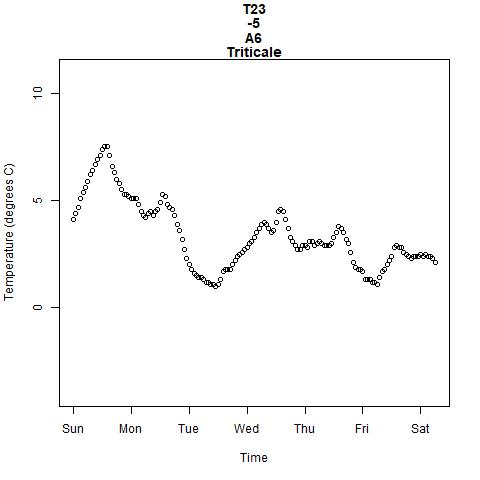 T23
-5
A6
Triticale
10
5
0
Temperature (degrees C)
Sun Mon Tue Wed Thu Fri Sat
Time